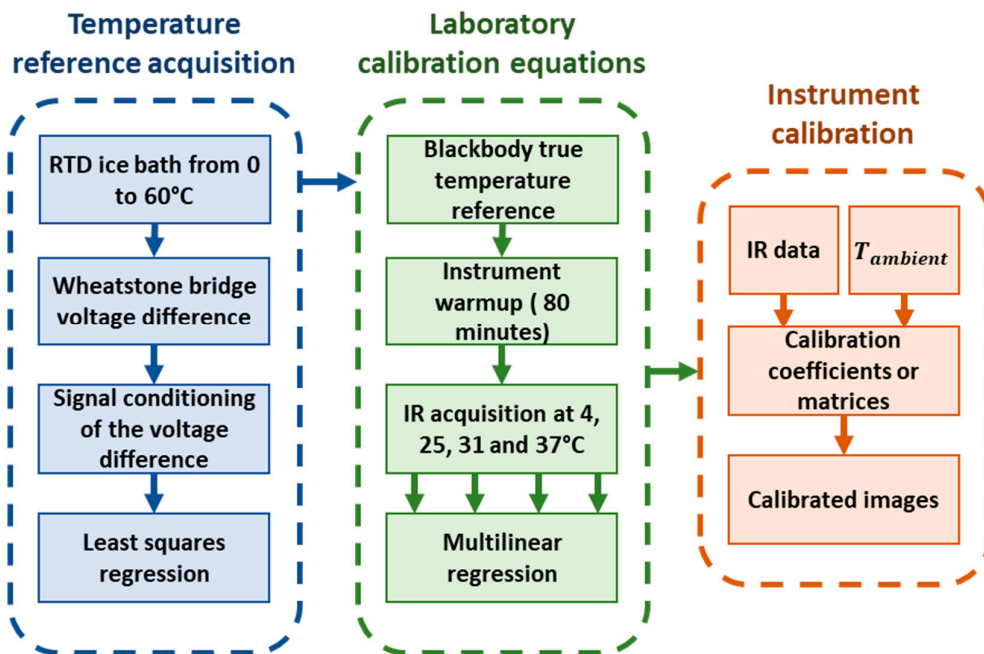 Temperature
reference acquisition
RTD ice bath from 0
to 60°C
Wheatstone bridge
voltage difference
Signal conditioning
of the voltage
difference
Least squares
regression
Laboratory
calibration equations
Blackbody true
temperature
reference
Instrument
warmup ( 80
minutes)
IR acquisition at 4,
25, 31 and 37°C
Multilinear
regression
Instrument
calibration
IR data
T_ambient
Calibration
coefficients or
matrices
Calibrated images